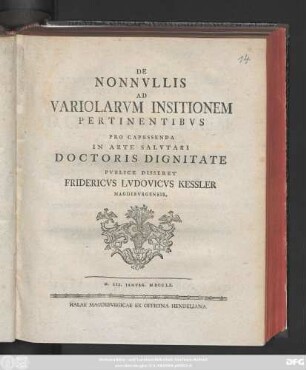 14
DE
NONNVLLIS
AD
VARIOLARVM INSITIONEM
PERTINENTIBVS
PRO CAPESSENDA
IN ARTE SALVTARI
DOCTORIS DIGNITATE
PVBLICE DISSERET
FRIDERICVS LVDOVICVS KESSLER
MAGDEBVRGENSIS.
HALAE MAGDEBVRGICAE EX OFFICINA HENDELIANA.